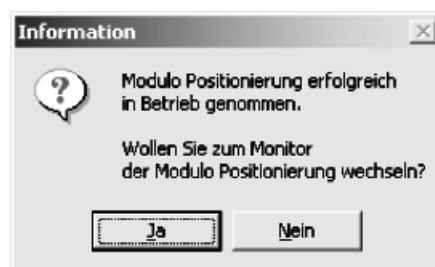 Information
Modulo Positionierung erfolgreich
in Betrieb genommen.
Wollen Sie zum Monitor
der Modulo Positionierung wechseln?
Ja
Nein